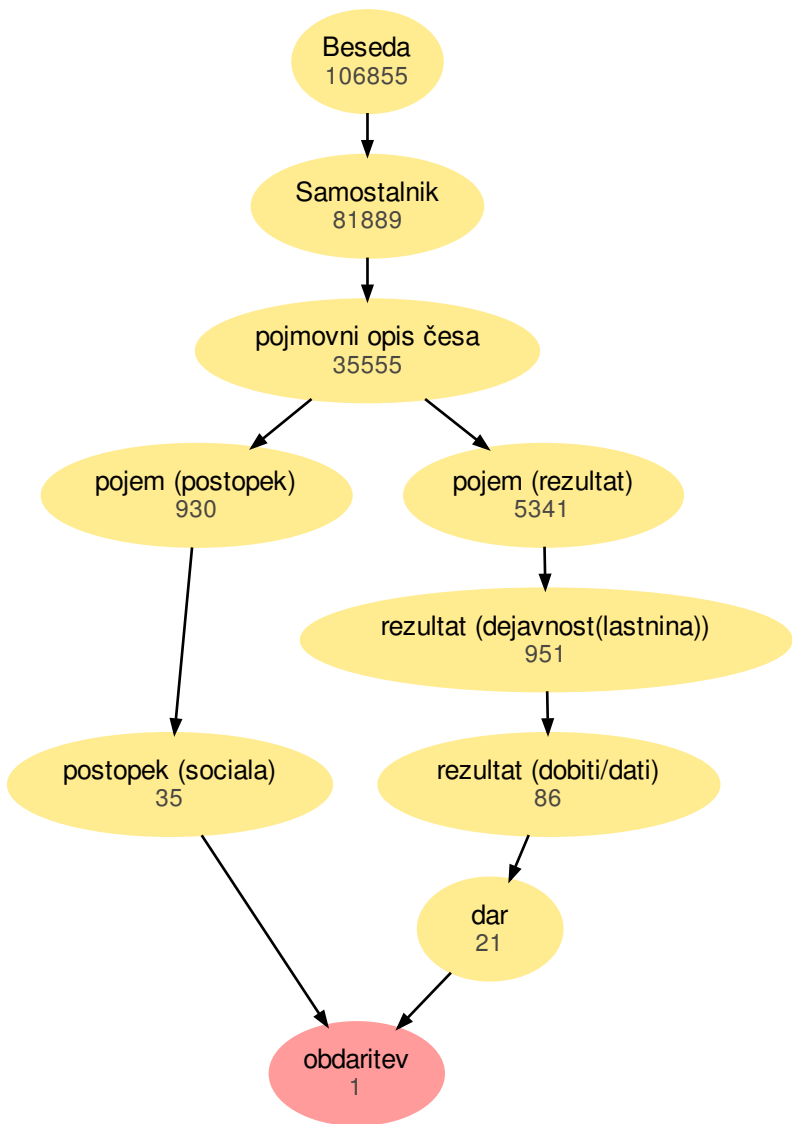 Beseda
106855
Samostalnik
81889
pojmovni opis česa
35555
pojem (postopek)
930
pojem (rezultat)
5341
rezultat (dejavnost(lastnina))
951
postopek (sociala)
35
rezultat (dobiti/dati)
86
dar
21
obdaritev
1